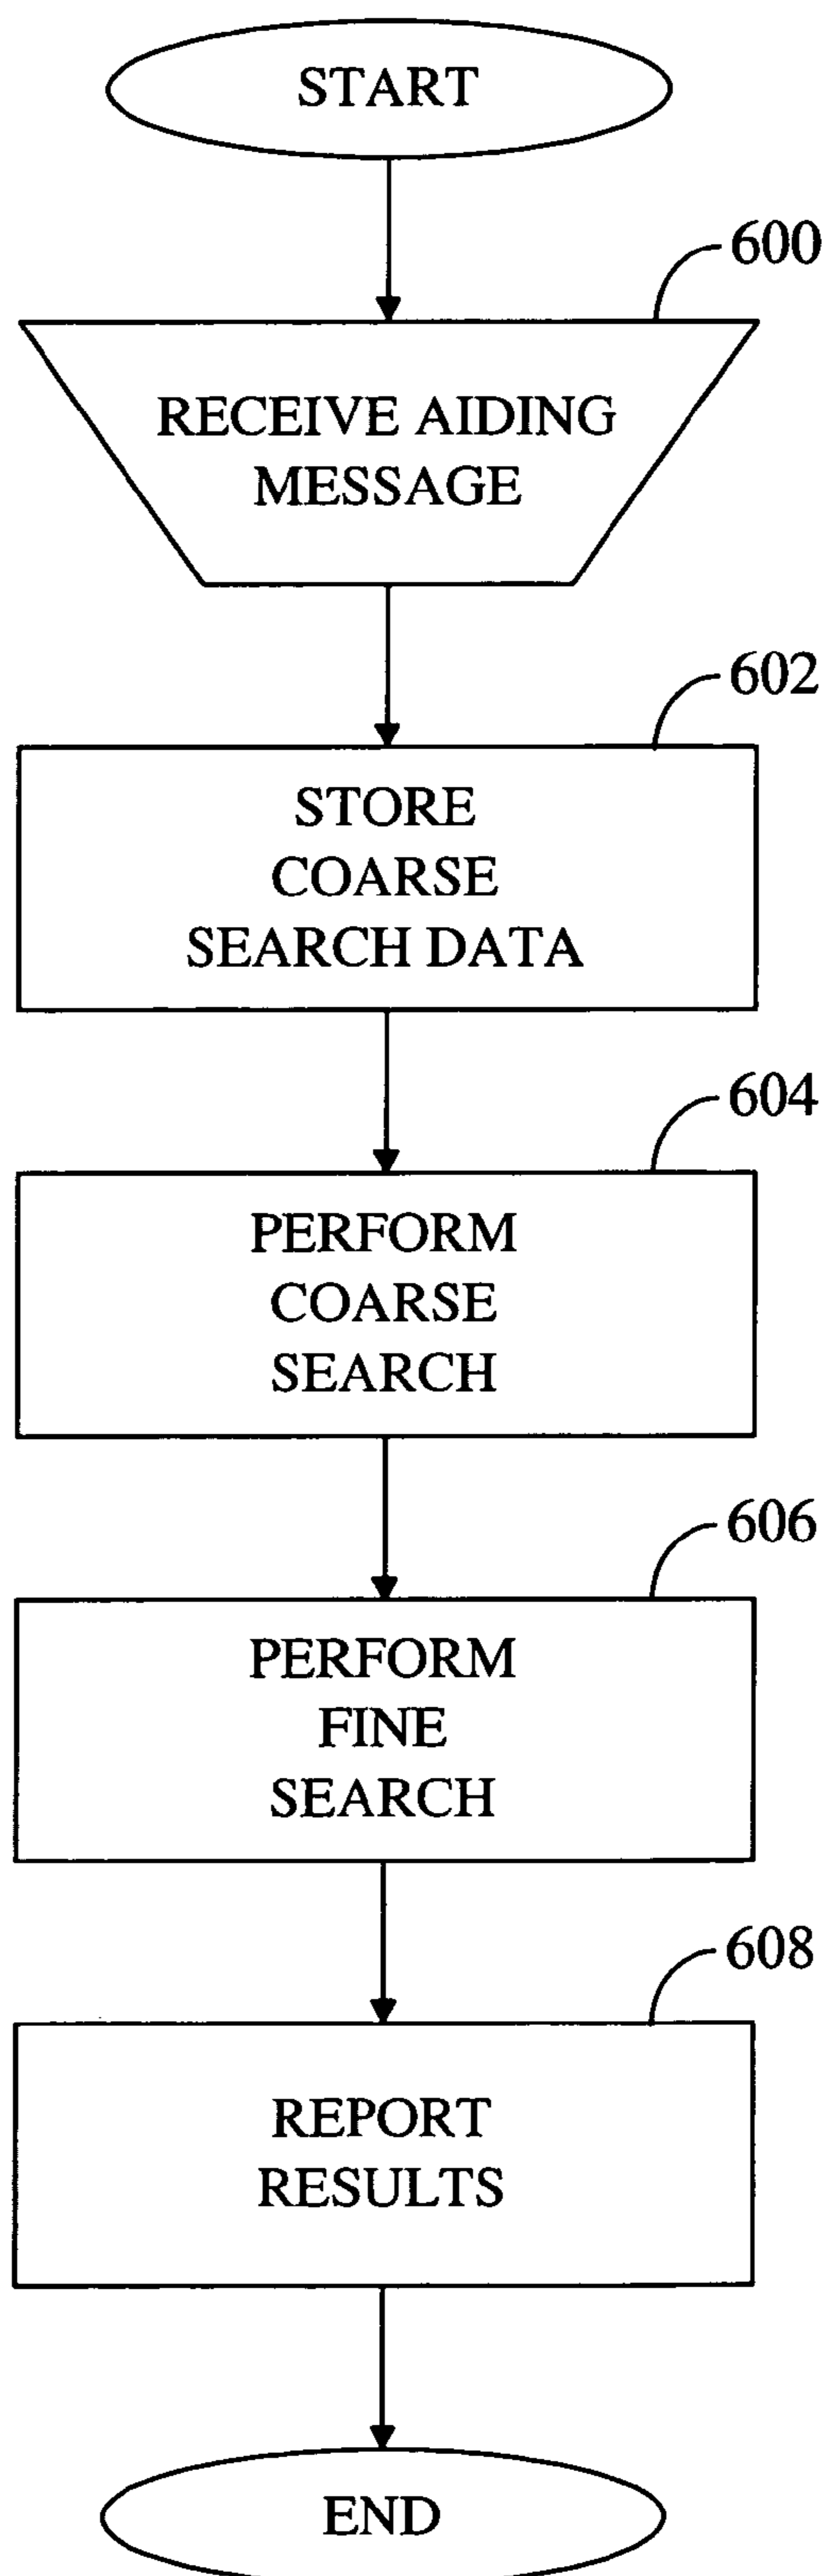 START
600
RECEIVE AIDING
MESSAGE
602
STORE
COARSE
SEARCH DATA
604
PERFORM
COARSE
SEARCH
606
PERFORM
FINE
SEARCH
608
REPORT
RESULTS
END